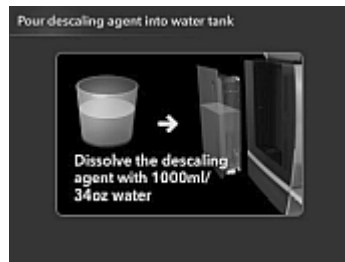 Pour descaling agent into water tank
Dissolve the descaling
agent with 1000ml/
34oz water